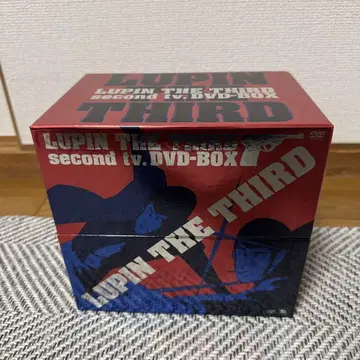 LUPIN
LUPIN THE THIRD
second tv. DVD-BOX
THIRD
LUPIN THE THIRD
second tv. DVD-BOX
DVD
LUPIN THE THIRD